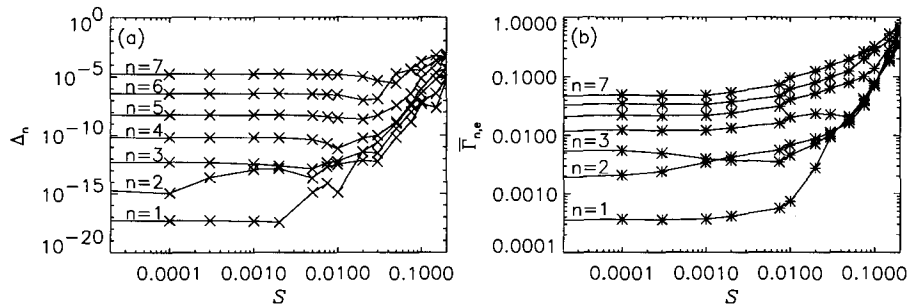 (a)
10^0
10^-5
10^-10
10^-15
10^-20
Δ_n
n=7
n=6
n=5
n=4
n=3
n=2
n=1
0.0001 0.0010 0.0100 0.1000
S
(b)
1.0000
0.1000
0.0100
0.0010
0.0001
Γ̄_n,e
n=7
n=3
n=2
n=1
0.0001 0.0010 0.0100 0.1000
S